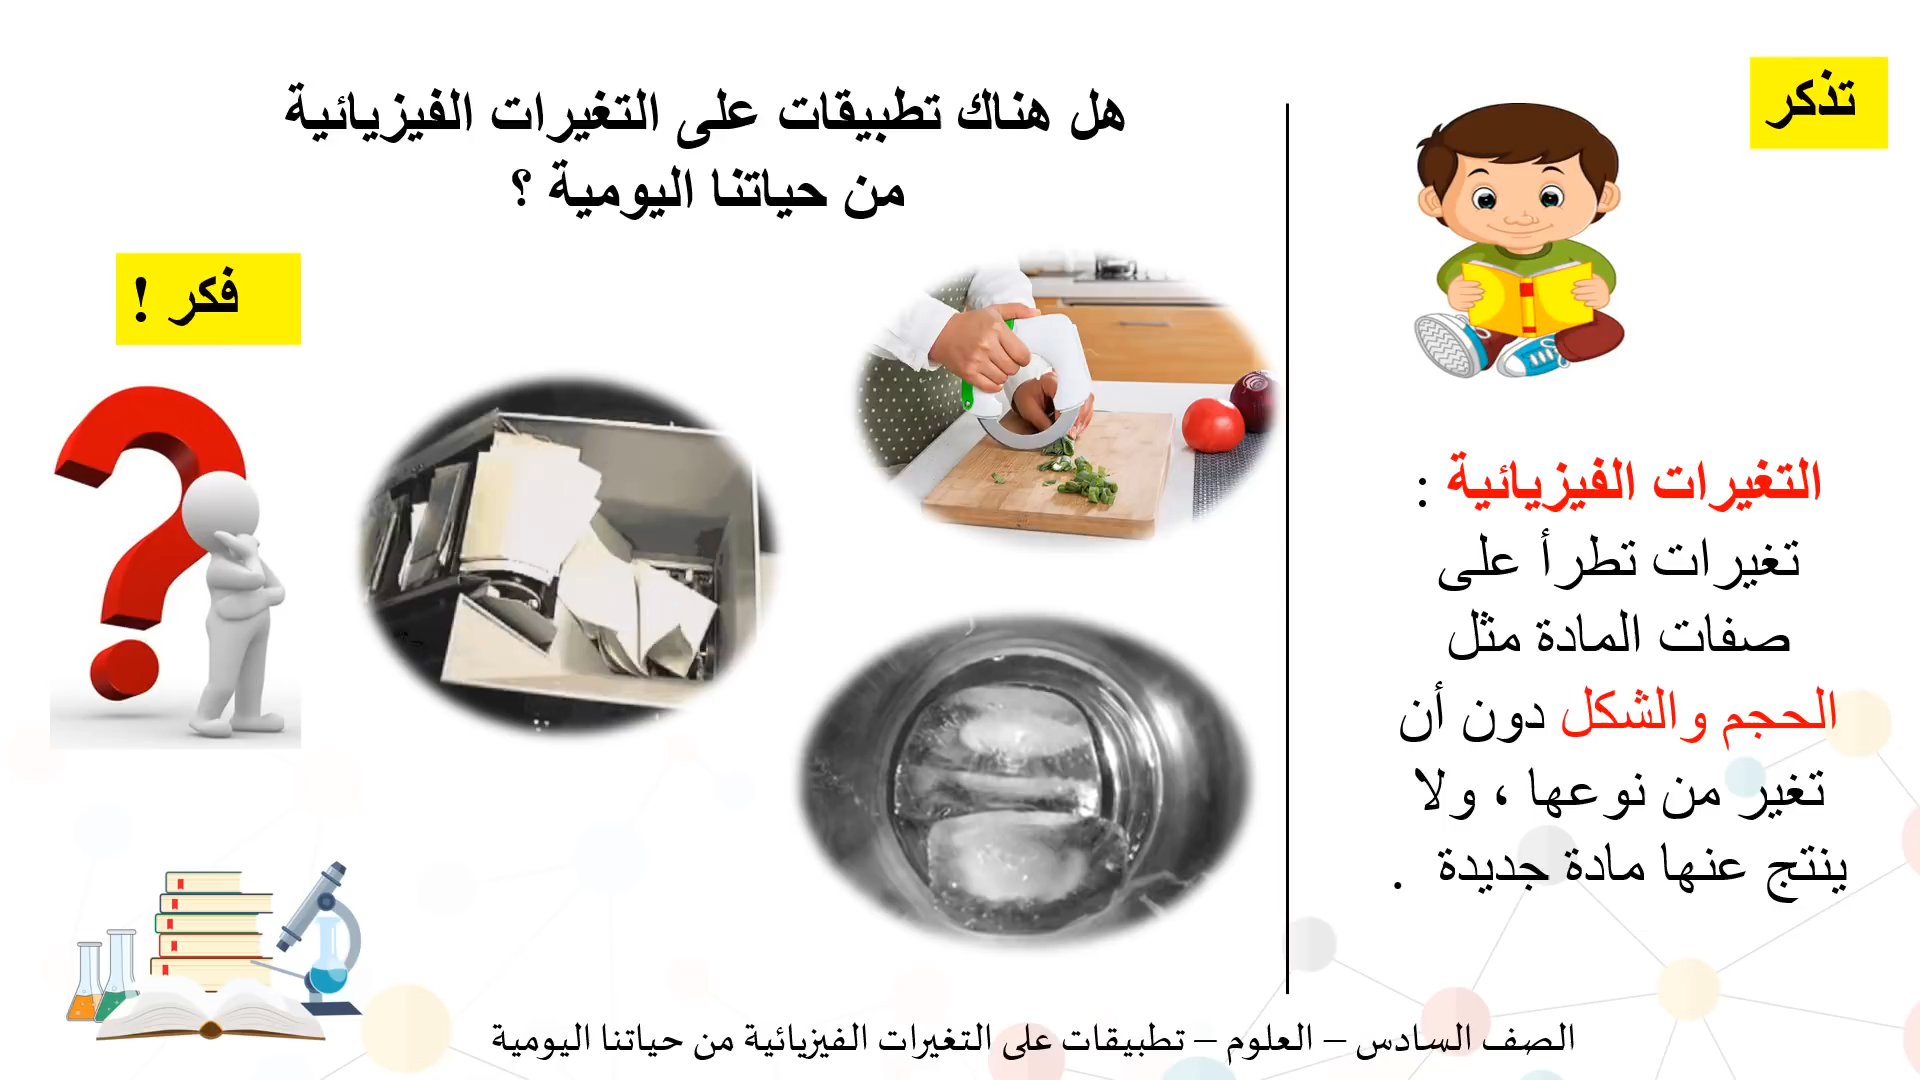 تذكر
التغيرات الفيزيائية :
تغيرات تطرأ على
صفات المادة مثل
الحجم والشكل دون أن
تغير من نوعها ، ولا
ينتج عنها مادة جديدة .
هل هناك تطبيقات على التغيرات الفيزيائية
من حياتنا اليومية ؟
فكر !
الصف السادس – العلوم – تطبيقات على التغيرات الفيزيائية من حياتنا اليومية